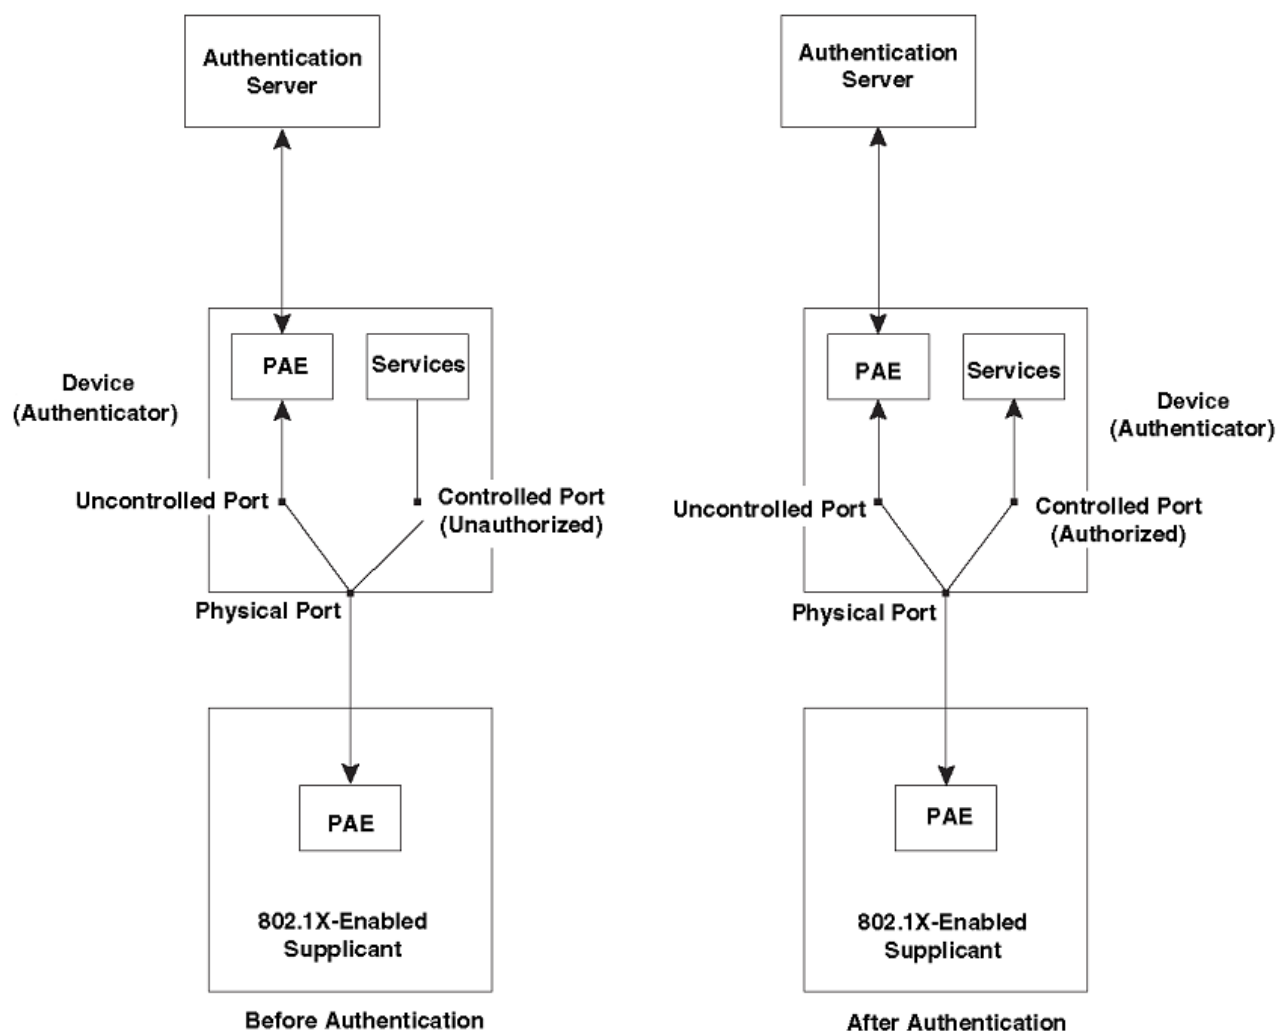 Authentication
Server
PAE
Services
Device
(Authenticator)
Uncontrolled Port
Controlled Port
(Unauthorized)
Physical Port
PAE
802.1X-Enabled
Supplicant
Before Authentication
Authentication
Server
PAE
Services
Device
(Authenticator)
Uncontrolled Port
Controlled Port
(Authorized)
Physical Port
PAE
802.1X-Enabled
Supplicant
After Authentication